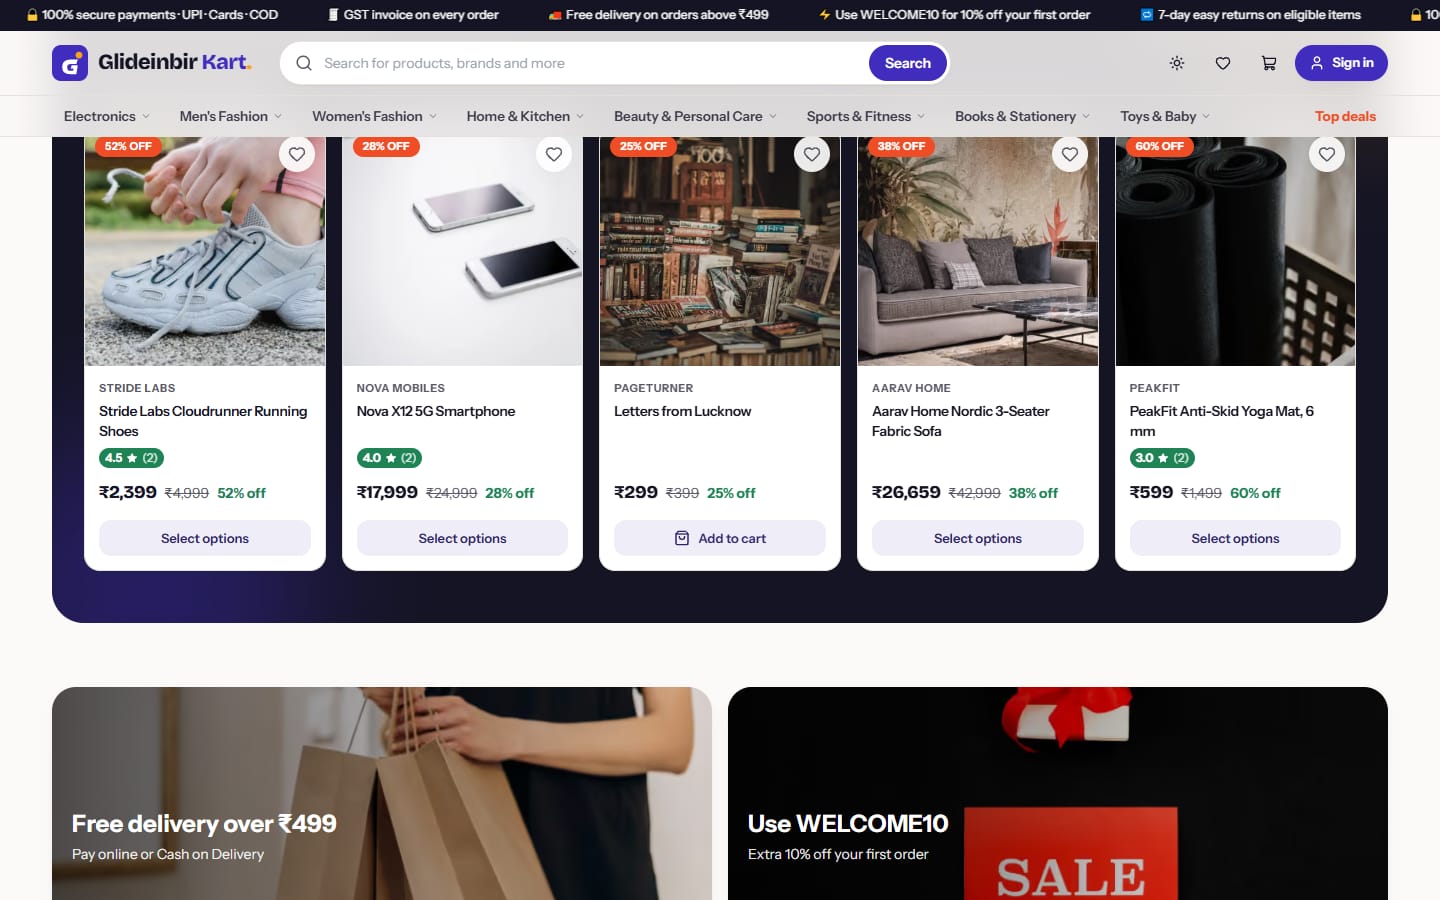 100% secure payments · UPI · Cards · COD
GST invoice on every order
Free delivery on orders above ₹499
Use WELCOME10 for 10% off your first order
7-day easy returns on eligible items
10
G
Glideinbir Kart.
Search for products, brands and more
Search
Sign in
Electronics
Men's Fashion
Women's Fashion
Home & Kitchen
Beauty & Personal Care
Sports & Fitness
Books & Stationery
Toys & Baby
Top deals
52% OFF
28% OFF
25% OFF
38% OFF
60% OFF
STRIDE LABS
Stride Labs Cloudrunner Running
Shoes
4.5 ★ (2)
₹2,399 ₹4,999 52% off
Select options
NOVA MOBILES
Nova X12 5G Smartphone
4.0 ★ (2)
₹17,999 ₹24,999 28% off
Select options
PAGETURNER
Letters from Lucknow
₹299 ₹399 25% off
Add to cart
AARAV HOME
Aarav Home Nordic 3-Seater
Fabric Sofa
₹26,659 ₹42,999 38% off
Select options
PEAKFIT
PeakFit Anti-Skid Yoga Mat, 6
mm
3.0 ★ (2)
₹599 ₹1,499 60% off
Select options
Free delivery over ₹499
Pay online or Cash on Delivery
Use WELCOME10
Extra 10% off your first order
SALE